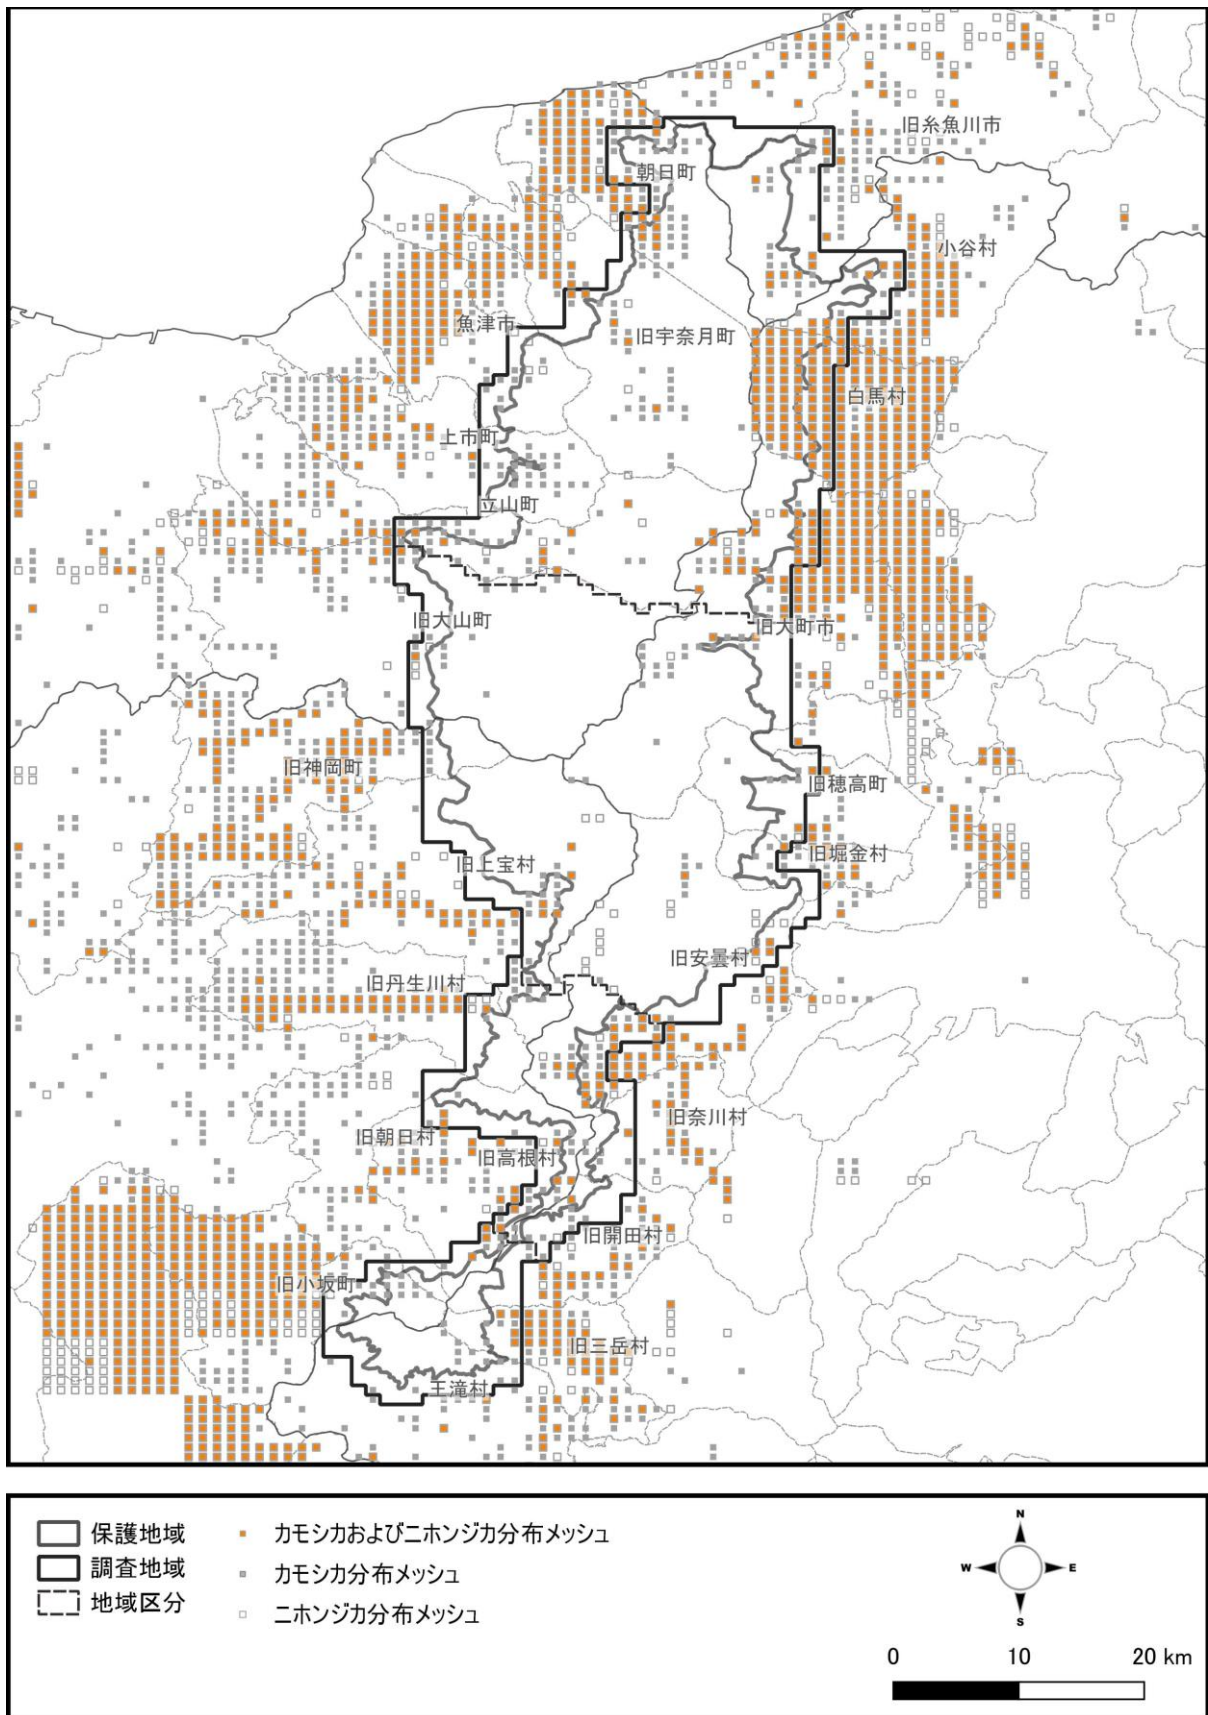 旧糸魚川市
朝日町
小谷村
魚津市
旧宇奈月町
白馬村
上市町
立山町
旧大山町
旧大町市
旧神岡町
旧穂高町
旧上宝村
旧堀金村
旧安曇村
旧丹生川村
旧奈川村
旧朝日村
旧高根村
旧開田村
旧小坂町
旧三岳村
王滝村
保護地域
調査地域
地域区分
カモシカおよびニホンジカ分布メッシュ
カモシカ分布メッシュ
ニホンジカ分布メッシュ
N
W E
S
0 10 20 km